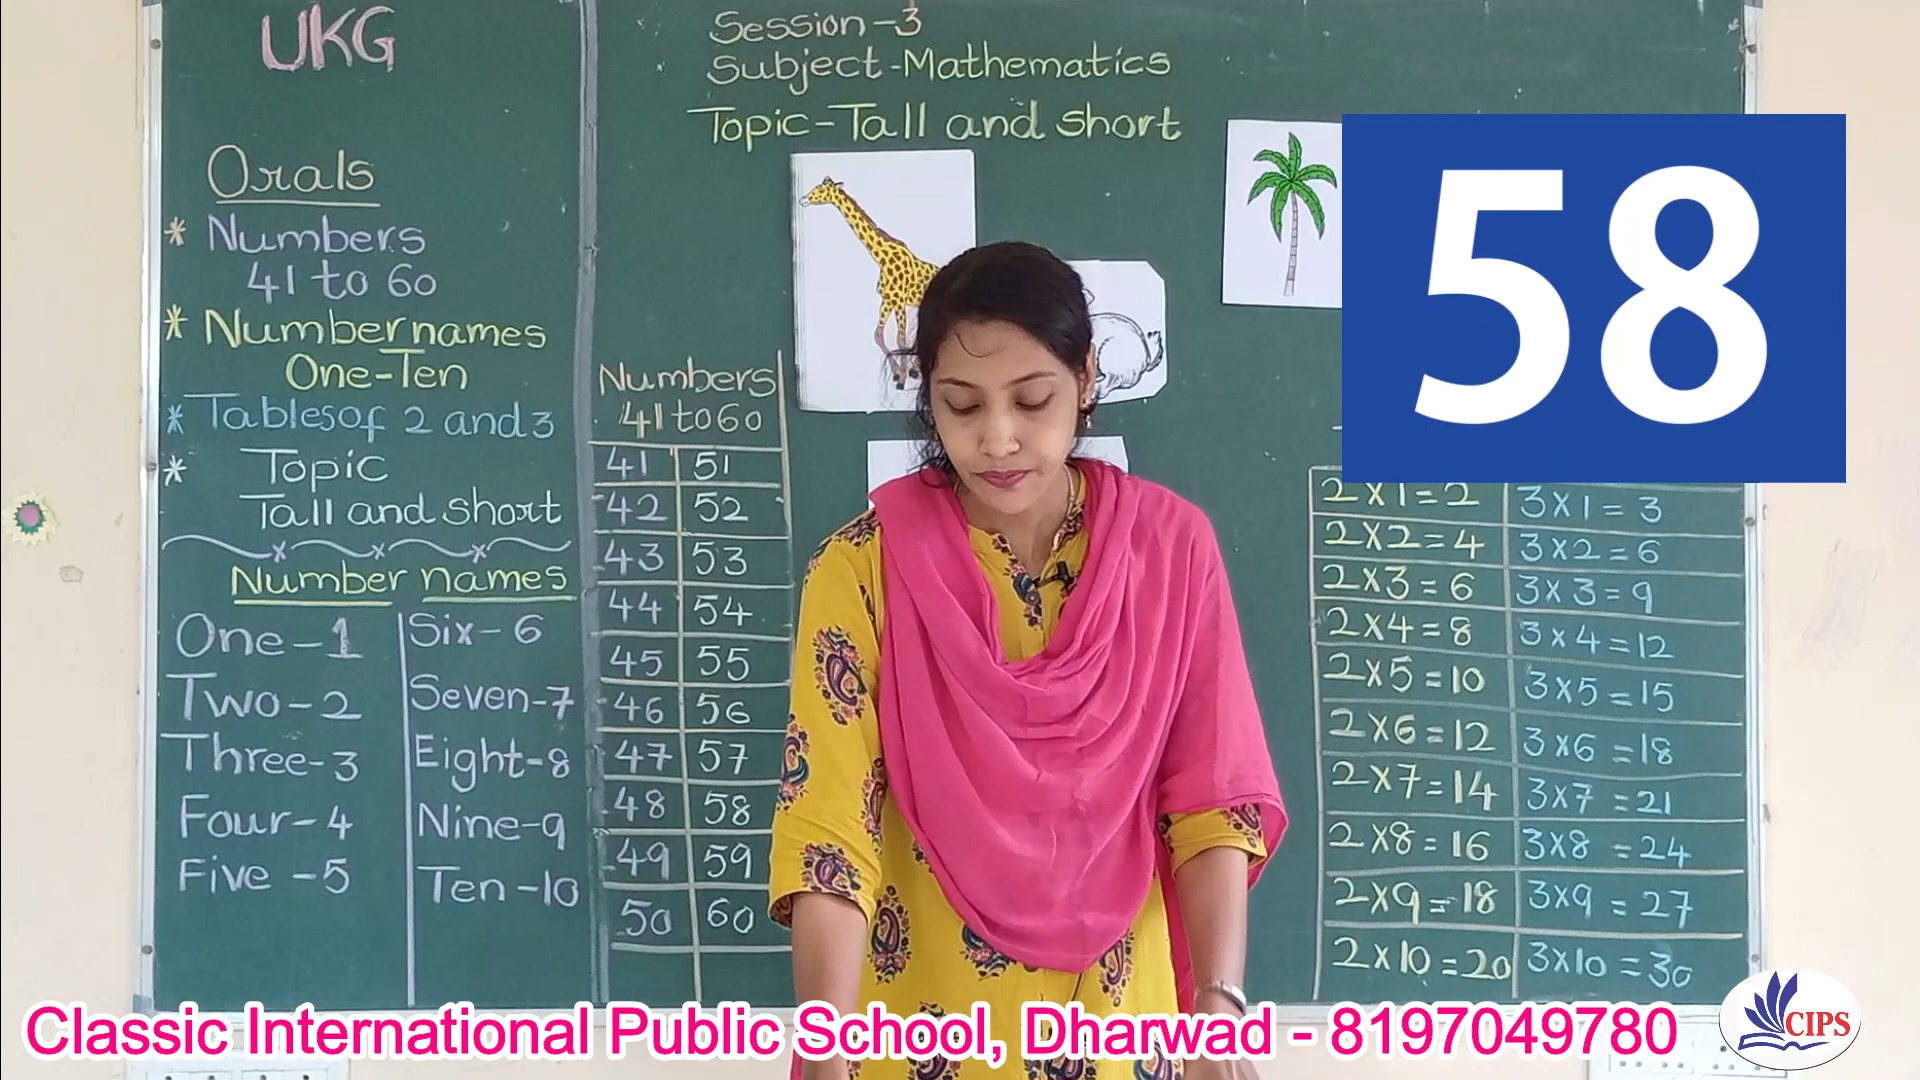 UKG
Orals
* Numbers
41 to 60
* Number names
One-Ten
* Tables of 2 and 3
* Topic
Tall and short
Number names
One-1
Two-2
Three-3
Four-4
Five-5
Six-6
Seven-7
Eight-8
Nine-9
Ten-10
Session-3
Subject-Mathematics
Topic-Tall and short
Numbers
41 to 60
41 51
42 52
43 53
44 54
45 55
46 56
47 57
48 58
49 59
50 60
58
2X1=2 3X1=3
2X2=4 3X2=6
2X3=6 3X3=9
2X4=8 3X4=12
2X5=10 3X5=15
2X6=12 3X6=18
2X7=14 3X7=21
2X8=16 3X8=24
2X9=18 3X9=27
2X10=20 3X10=30
Classic International Public School, Dharwad - 8197049780
CIPS